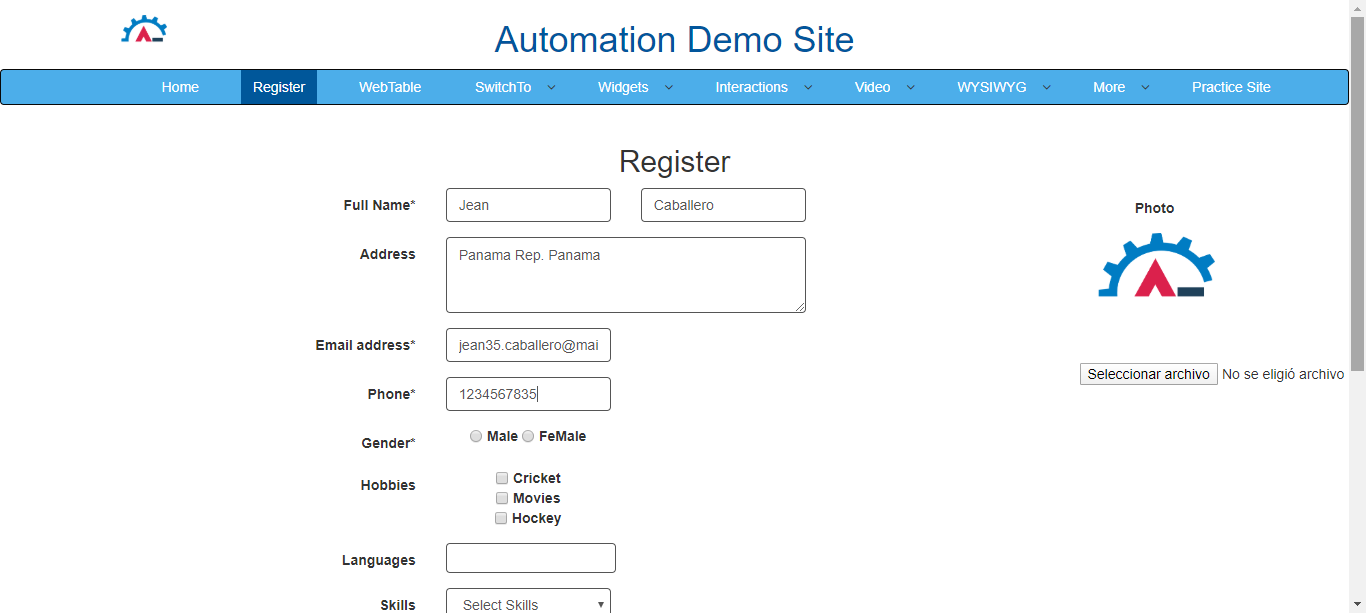 Automation Demo Site
Home Register WebTable SwitchTo Widgets Interactions Video WYSIWYG More Practice Site
Register
Full Name* Jean Caballero
Photo
Address Panama Rep. Panama
Email address* jean35.caballero@mai
Seleccionar archivo No se eligió archivo
Phone* 1234567835
Gender* Male FeMale
Hobbies Cricket
Movies
Hockey
Languages
Skills Select Skills